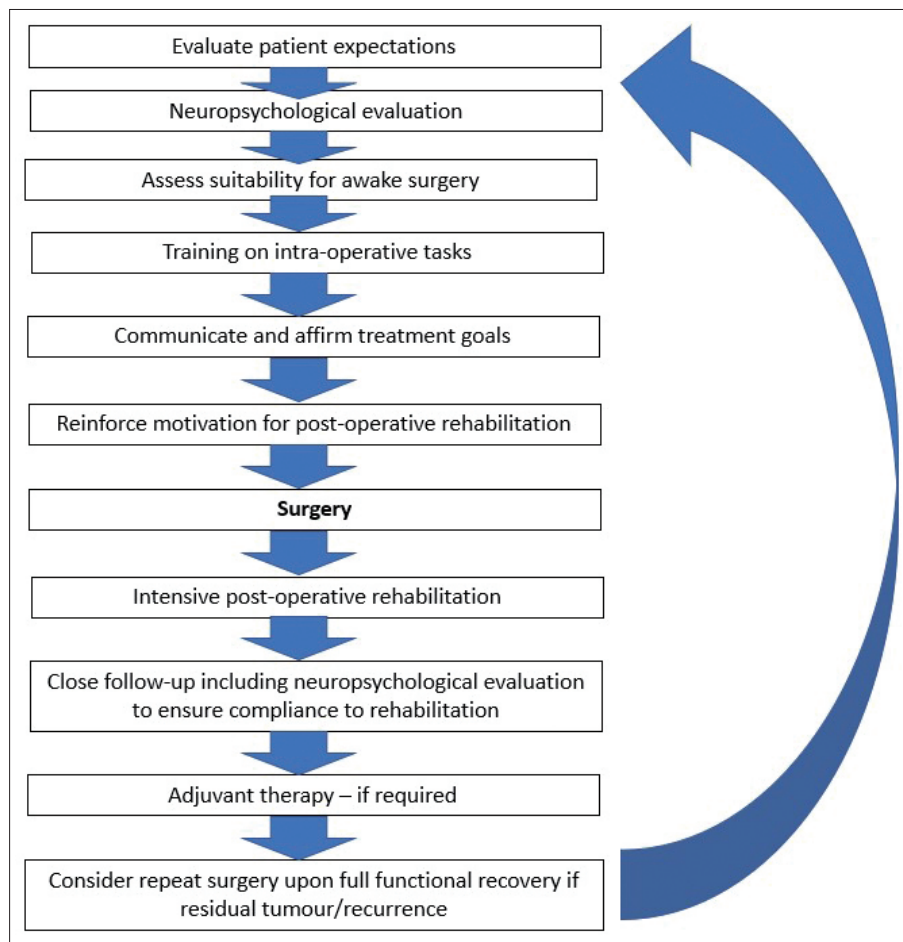 Evaluate patient expectations
Neuropsychological evaluation
Assess suitability for awake surgery
Training on intra-operative tasks
Communicate and affirm treatment goals
Reinforce motivation for post-operative rehabilitation
Surgery
Intensive post-operative rehabilitation
Close follow-up including neuropsychological evaluation
to ensure compliance to rehabilitation
Adjuvant therapy – if required
Consider repeat surgery upon full functional recovery if
residual tumour/recurrence